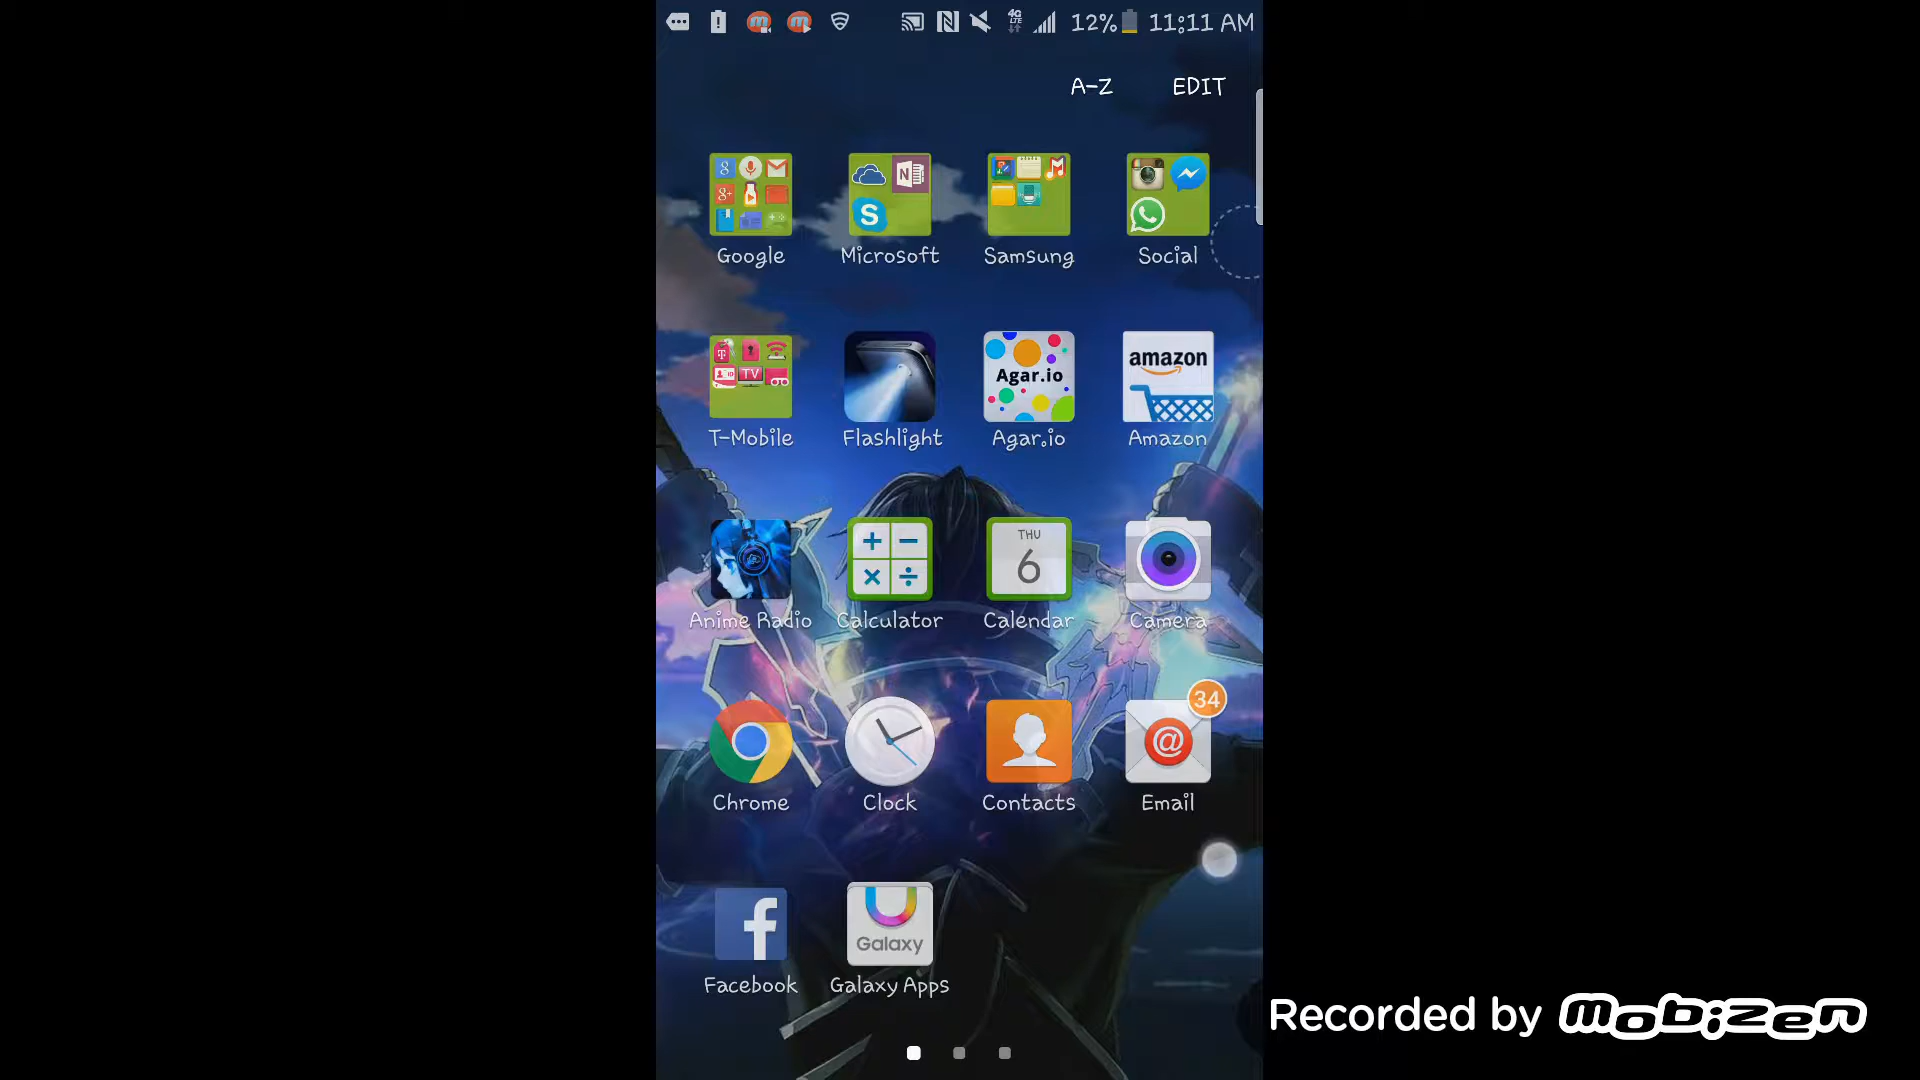 12% 11:11 AM
A-Z EDIT
Google Microsoft Samsung Social
Agar.io amazon
T-Mobile Flashlight Agar.io Amazon
THU
6
Anime Radio Calculator Calendar Camera
34
Chrome Clock Contacts Email
Galaxy
Facebook Galaxy Apps
Recorded by mobizen